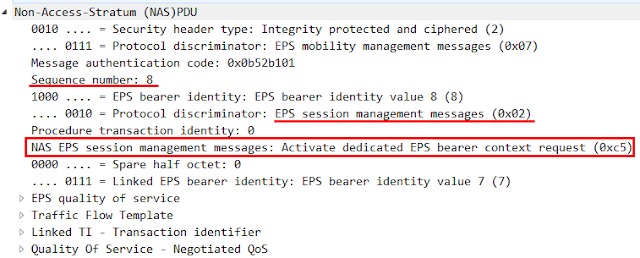 Non-Access-Stratum (NAS)PDU
0010 .... = Security header type: Integrity protected and ciphered (2)
.... 0111 = Protocol discriminator: EPS mobility management messages (0x07)
Message authentication code: 0x0b52b101
Sequence number: 8
1000 .... = EPS bearer identity: EPS bearer identity value 8 (8)
.... 0010 = Protocol discriminator: EPS session management messages (0x02)
Procedure transaction identity: 0
NAS EPS session management messages: Activate dedicated EPS bearer context request (0xc5)
0000 .... = Spare half octet: 0
.... 0111 = Linked EPS bearer identity: EPS bearer identity value 7 (7)
EPS quality of service
Traffic Flow Template
Linked TI - Transaction identifier
Quality Of Service - Negotiated QoS